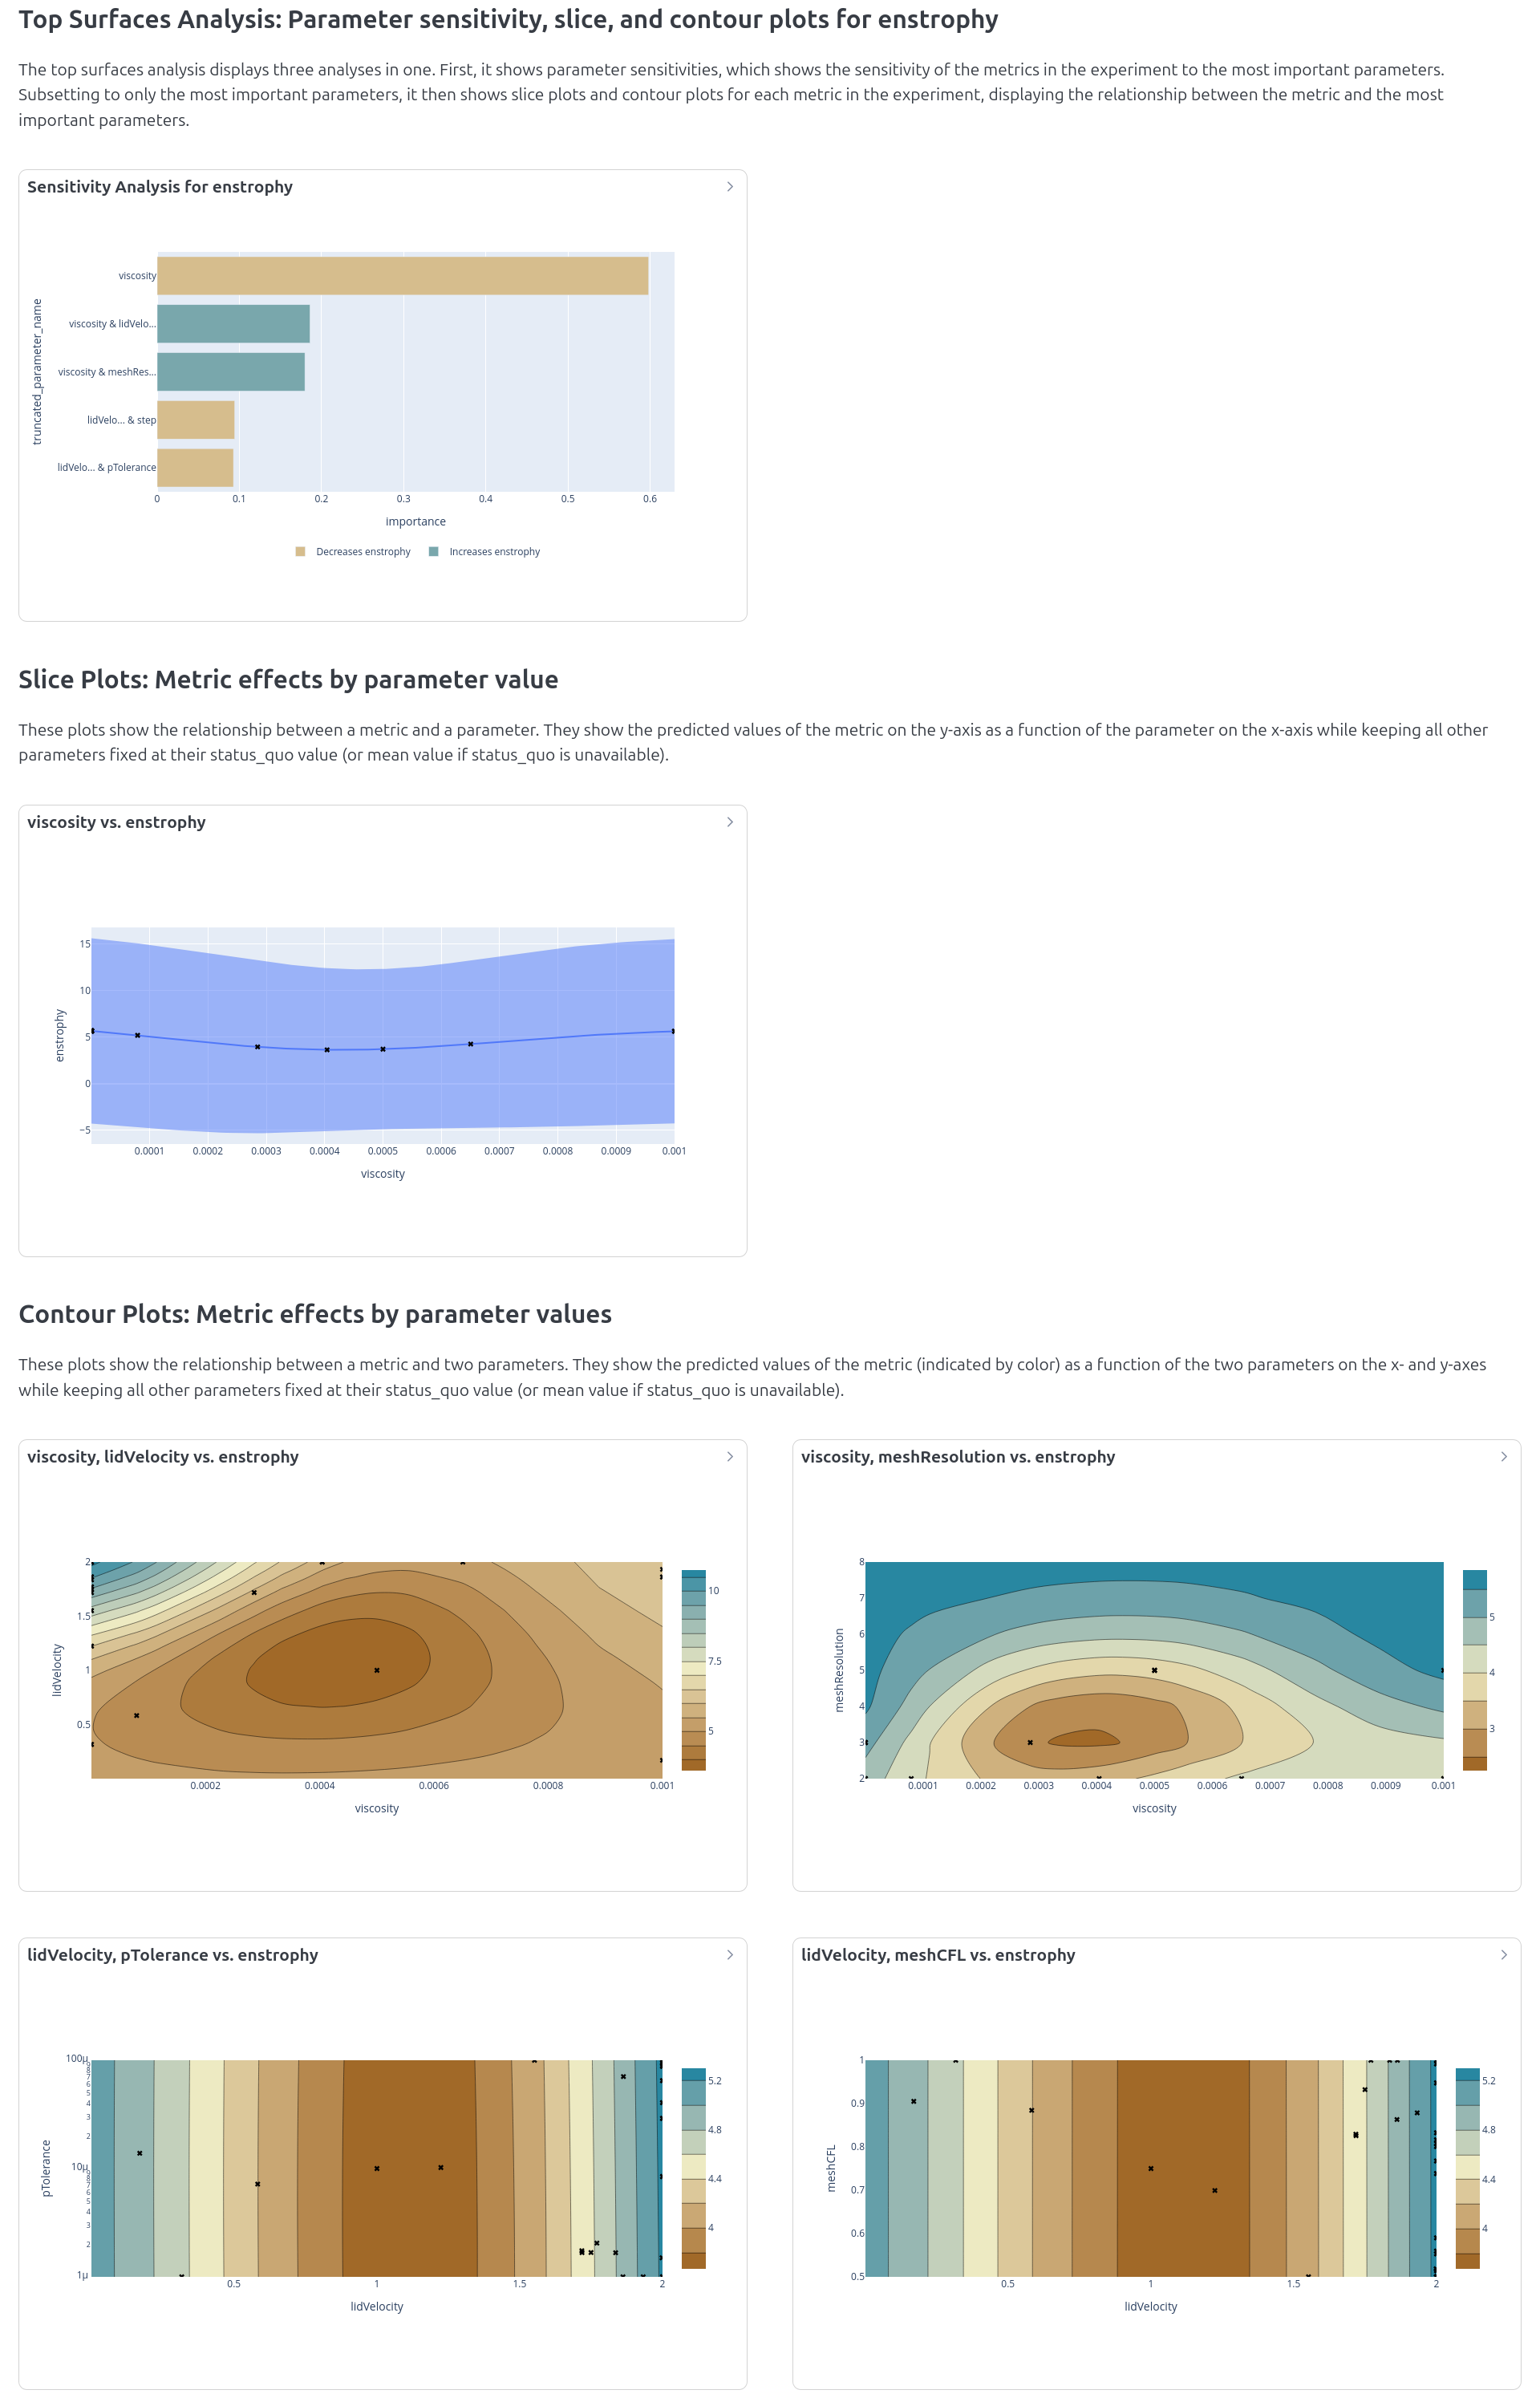 Top Surfaces Analysis: Parameter sensitivity, slice, and contour plots for enstrophy
The top surfaces analysis displays three analyses in one. First, it shows parameter sensitivities, which shows the sensitivity of the metrics in the experiment to the most important parameters.
Subsetting to only the most important parameters, it then shows slice plots and contour plots for each metric in the experiment, displaying the relationship between the metric and the most
important parameters.
Sensitivity Analysis for enstrophy
truncated_parameter_name
viscosity
viscosity & lidVelo...
viscosity & meshRes...
lidVelo... & step
lidVelo... & pTolerance
0 0.1 0.2 0.3 0.4 0.5 0.6
importance
Decreases enstrophy Increases enstrophy
Slice Plots: Metric effects by parameter value
These plots show the relationship between a metric and a parameter. They show the predicted values of the metric on the y-axis as a function of the parameter on the x-axis while keeping all other
parameters fixed at their status_quo value (or mean value if status_quo is unavailable).
viscosity vs. enstrophy
enstrophy
15
10
5
0
−5
0.0001 0.0002 0.0003 0.0004 0.0005 0.0006 0.0007 0.0008 0.0009 0.001
viscosity
Contour Plots: Metric effects by parameter values
These plots show the relationship between a metric and two parameters. They show the predicted values of the metric (indicated by color) as a function of the two parameters on the x- and y-axes
while keeping all other parameters fixed at their status_quo value (or mean value if status_quo is unavailable).
viscosity, lidVelocity vs. enstrophy
lidVelocity
2
1.5
1
0.5
0.0002 0.0004 0.0006 0.0008 0.001
viscosity
10
7.5
5
viscosity, meshResolution vs. enstrophy
meshResolution
8
7
6
5
4
3
2
0.0001 0.0002 0.0003 0.0004 0.0005 0.0006 0.0007 0.0008 0.0009 0.001
viscosity
5
4
3
lidVelocity, pTolerance vs. enstrophy
pTolerance
100μ
9
8
7
6
5
4
3
2
10μ
9
8
7
6
5
4
3
2
1μ
0.5 1 1.5 2
lidVelocity
5.2
4.8
4.4
4
lidVelocity, meshCFL vs. enstrophy
meshCFL
1
0.9
0.8
0.7
0.6
0.5
0.5 1 1.5 2
lidVelocity
5.2
4.8
4.4
4